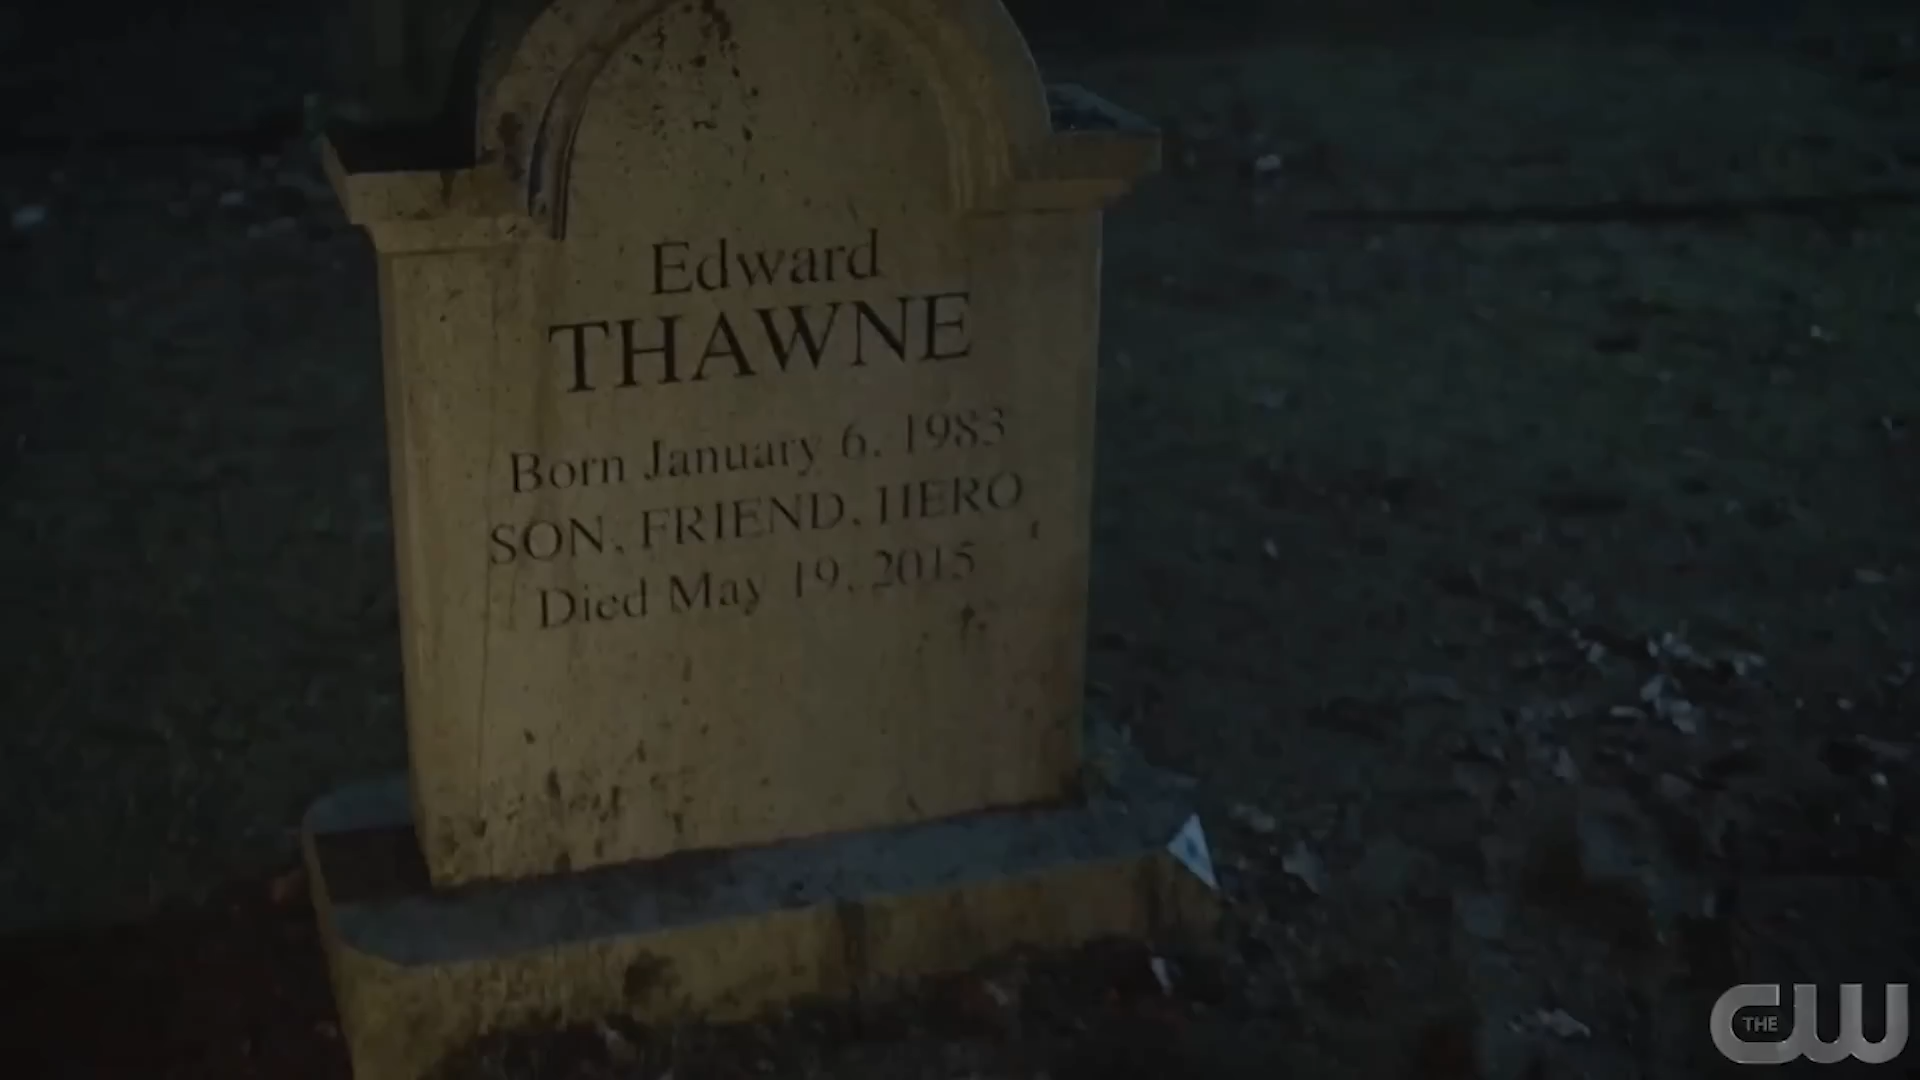 Edward
THAWNE
Born January 6, 1983
SON, FRIEND, HERO
Died May 19, 2015
THE CW